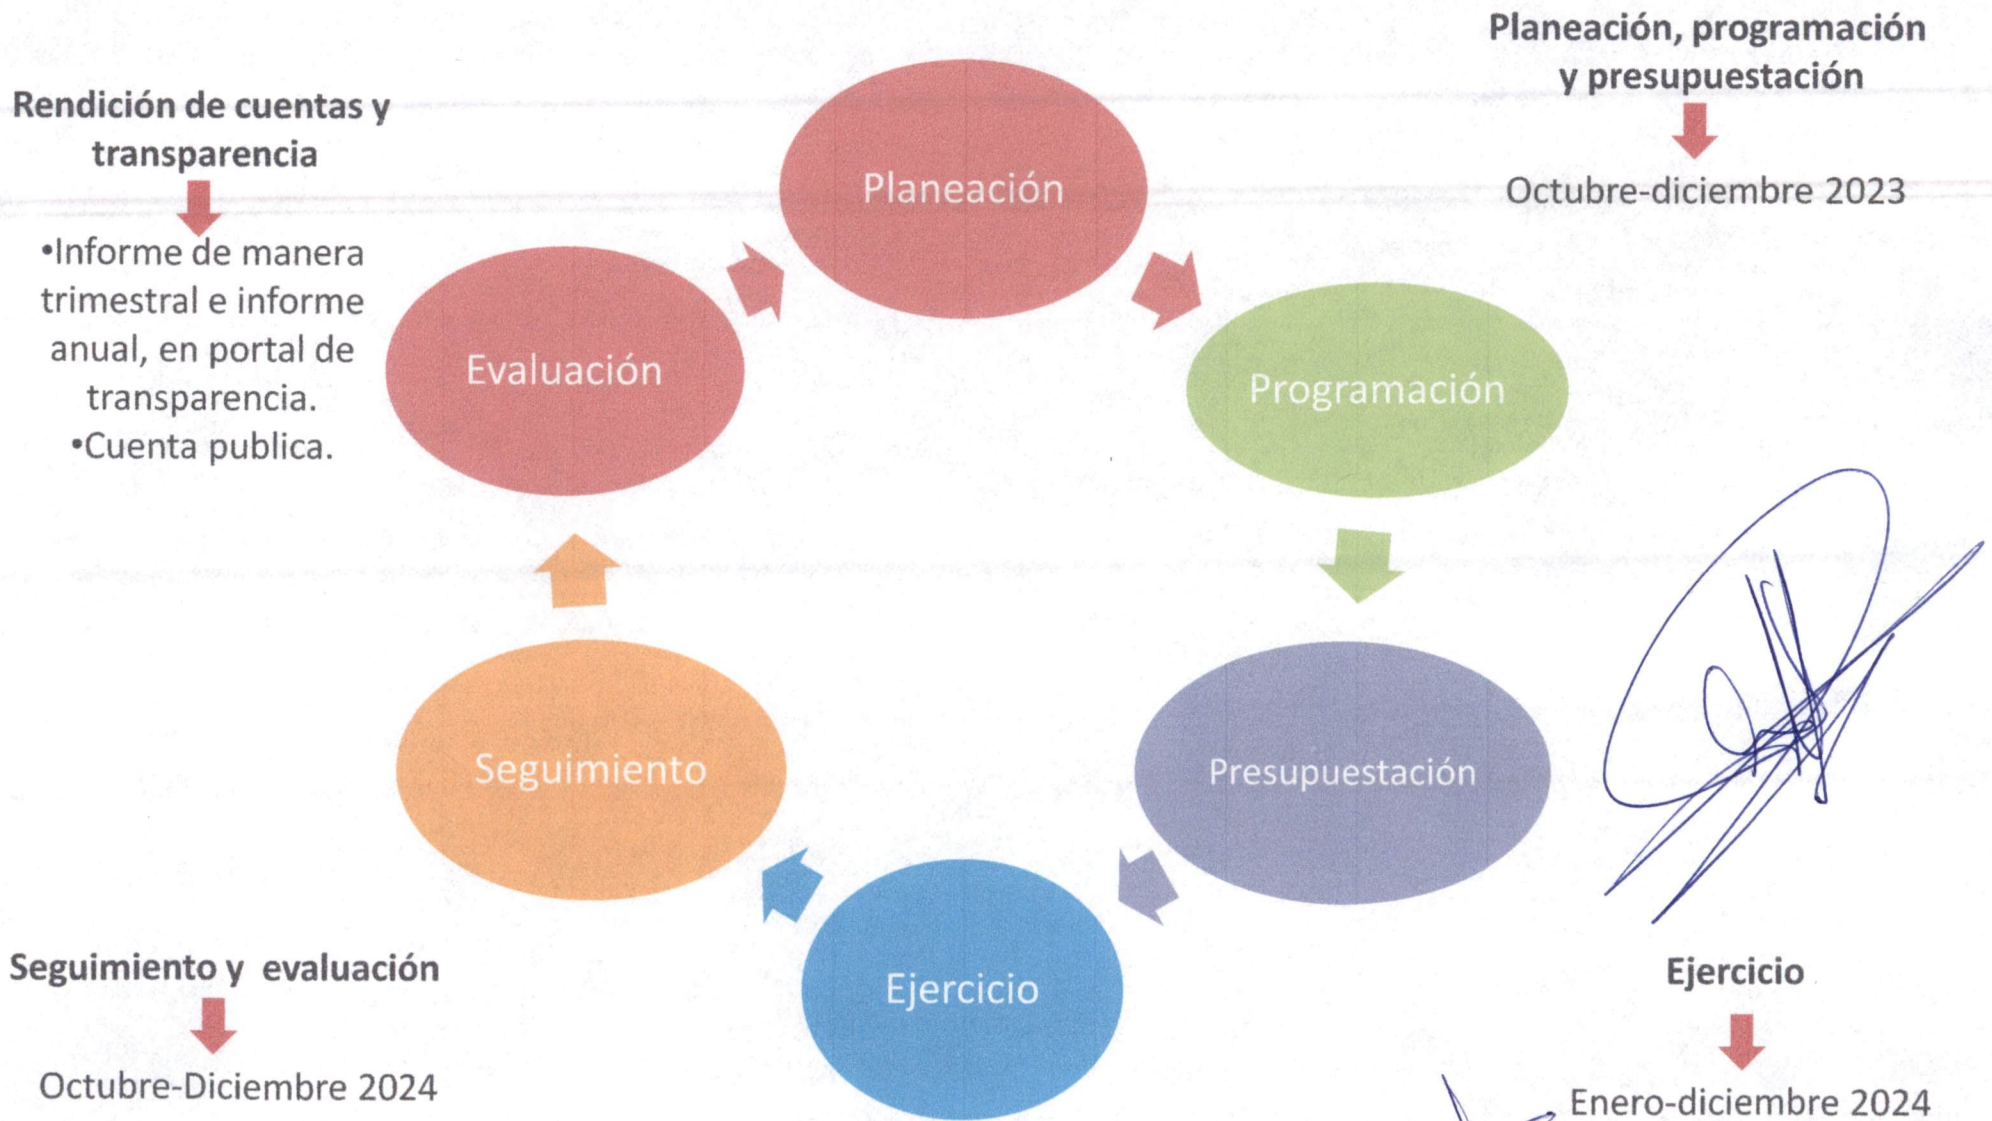 Planeación, programación
y presupuestación
Octubre-diciembre 2023
Rendición de cuentas y
transparencia
•Informe de manera
trimestral e informe
anual, en portal de
transparencia.
•Cuenta publica.
Planeación
Programación
Presupuestación
Ejercicio
Seguimiento
Evaluación
Seguimiento y evaluación
Octubre-Diciembre 2024
Ejercicio
Enero-diciembre 2024